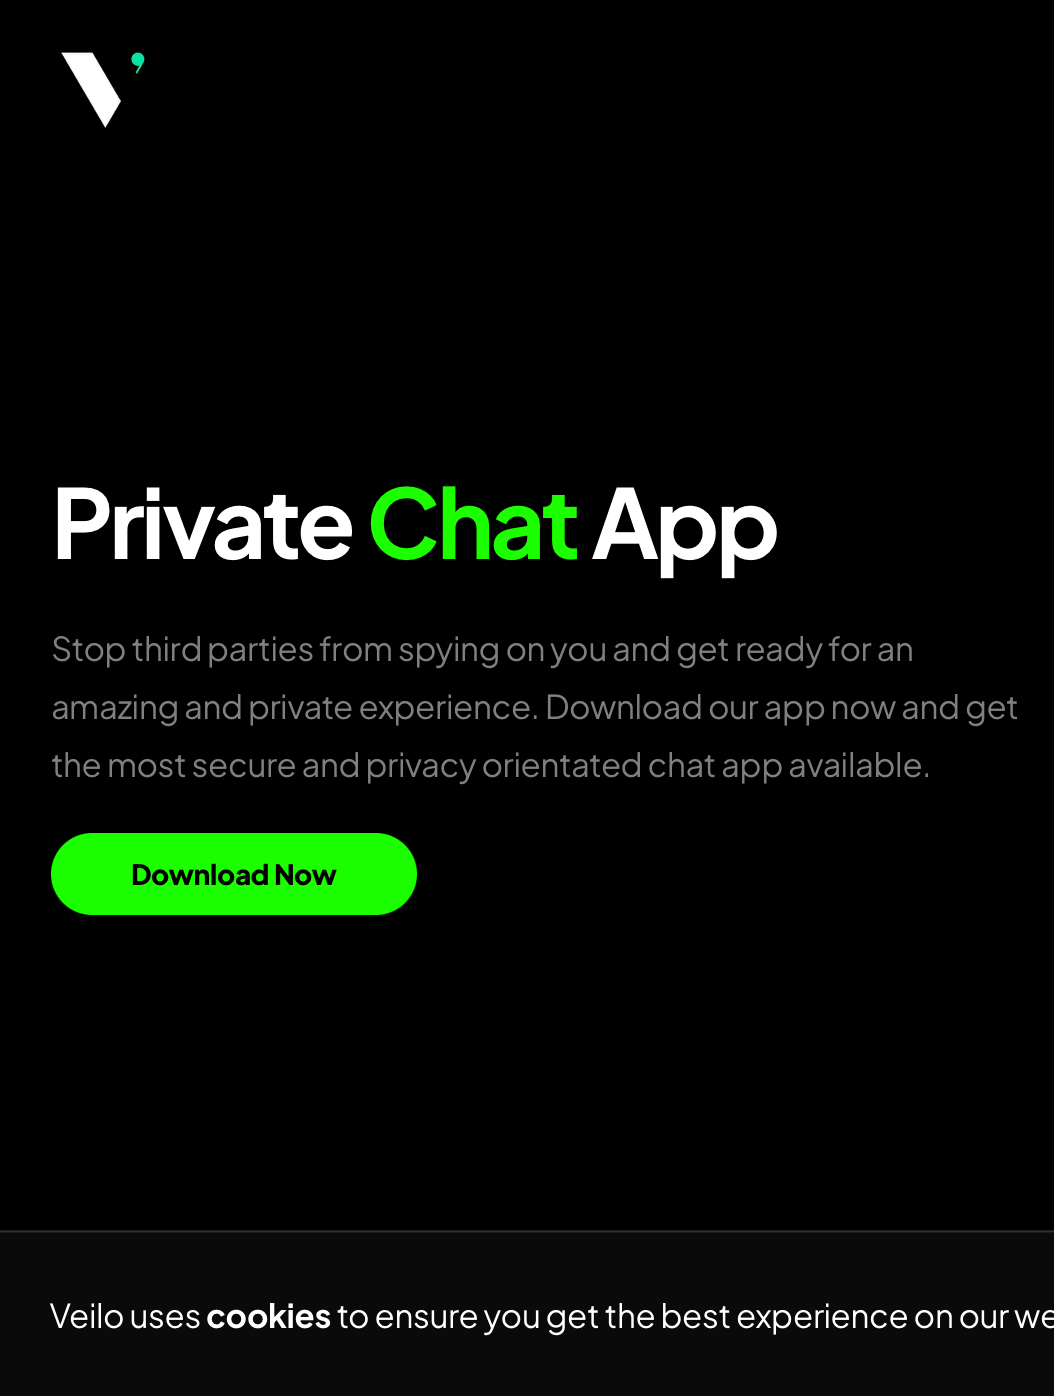 Private Chat App
Stop third parties from spying on you and get ready for an
amazing and private experience. Download our app now and get
the most secure and privacy orientated chat app available.
Download Now
Veilo uses cookies to ensure you get the best experience on our